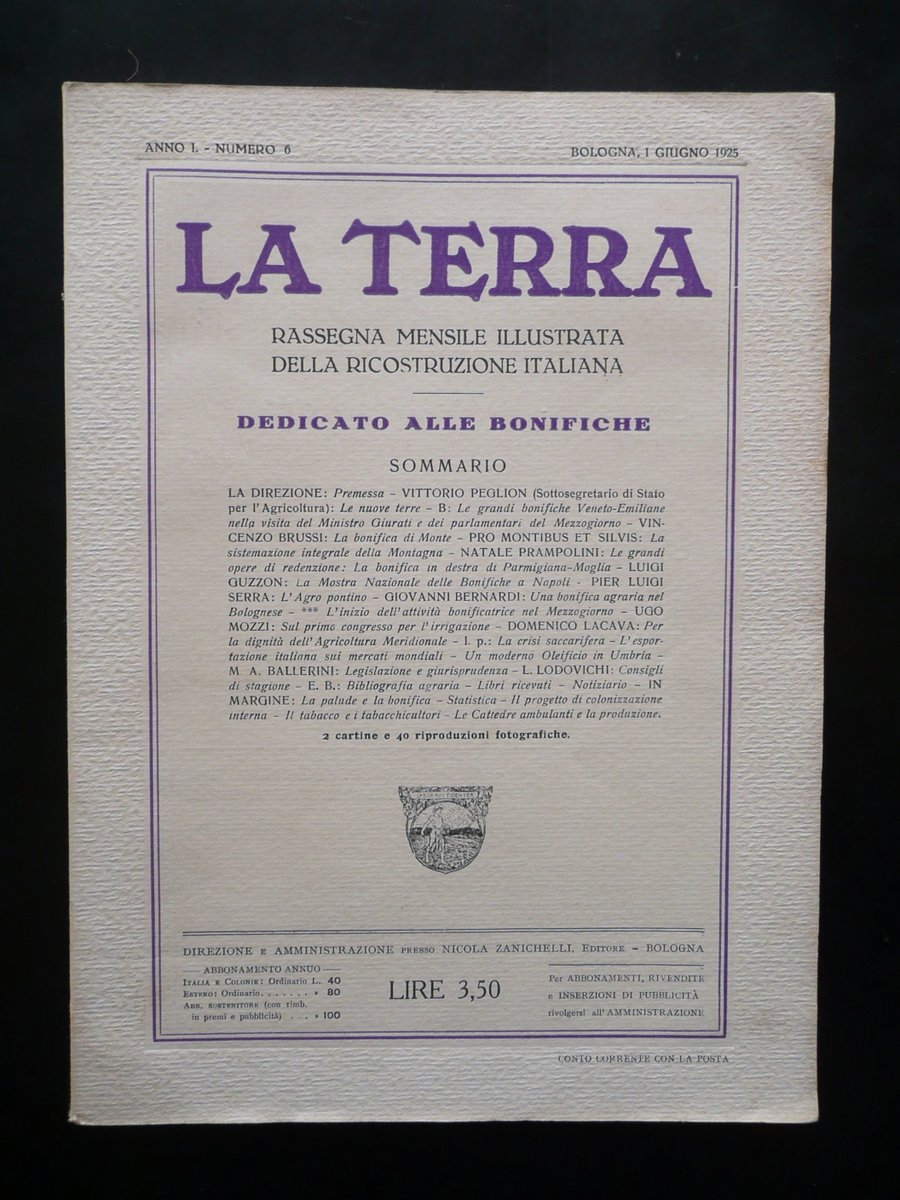 ANNO I. - NUMERO 6
BOLOGNA, 1 GIUGNO 1925
LA TERRA
RASSEGNA MENSILE ILLUSTRATA
DELLA RICOSTRUZIONE ITALIANA
DEDICATO ALLE BONIFICHE
SOMMARIO
LA DIREZIONE: Premessa - VITTORIO PEGLION (Sottosegretario di Stato
per l'Agricoltura): Le nuove terre - B: Le grandi bonifiche Veneto-Emiliane
nella visita del Ministro Giurati e dei parlamentari del Mezzogiorno - VIN-
CENZO BRUSSI: La bonifica di Monte - PRO MONTIBUS ET SILVIS: La
sistemazione integrale della Montagna - NATALE PRAMPOLINI: Le grandi
opere di redenzione: La bonifica in destra di Parmigiana-Moglia - LUIGI
GUZZON: La Mostra Nazionale delle Bonifiche a Napoli - PIER LUIGI
SERRA: L'Agro pontino - GIOVANNI BERNARDI: Una bonifica agraria nel
Bolognese - *** L'inizio dell'attività bonificatrice nel Mezzogiorno - UGO
MOZZI: Sul primo congresso per l'irrigazione - DOMENICO LACAVA: Per
la dignità dell'Agricoltura Meridionale - l. p.: La crisi saccarifera - L'espor-
tazione italiana sui mercati mondiali - Un moderno Oleificio in Umbria -
M. A. BALLERINI: Legislazione e giurisprudenza - L. LODOVICHI: Consigli
di stagione - E. B.: Bibliografia agraria - Libri ricevuti - Notiziario - IN
MARGINE: La palude e la bonifica - Statistica - Il progetto di colonizzazione
interna - Il tabacco e i tabacchicultori - Le Cattedre ambulanti e la produzione.
2 cartine e 40 riproduzioni fotografiche.
DIREZIONE E AMMINISTRAZIONE PRESSO NICOLA ZANICHELLI, EDITORE - BOLOGNA
ABBONAMENTO ANNUO
ITALIA E COLONIE: Ordinario L. 40
ESTERO: Ordinario. . . . . . . » 80
ABB. SOSTENITORE (con rimb.
in premi e pubblicità) . . . » 100
LIRE 3,50
Per ABBONAMENTI, RIVENDITE
e INSERZIONI DI PUBBLICITÀ
rivolgersi all'AMMINISTRAZIONE
CONTO CORRENTE CON LA POSTA